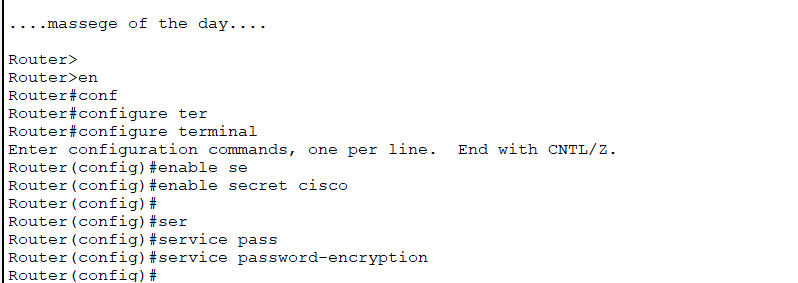 ....massege of the day....
Router>
Router>en
Router#conf
Router#configure ter
Router#configure terminal
Enter configuration commands, one per line.  End with CNTL/Z.
Router(config)#enable se
Router(config)#enable secret cisco
Router(config)#
Router(config)#ser
Router(config)#service pass
Router(config)#service password-encryption
Router(config)#